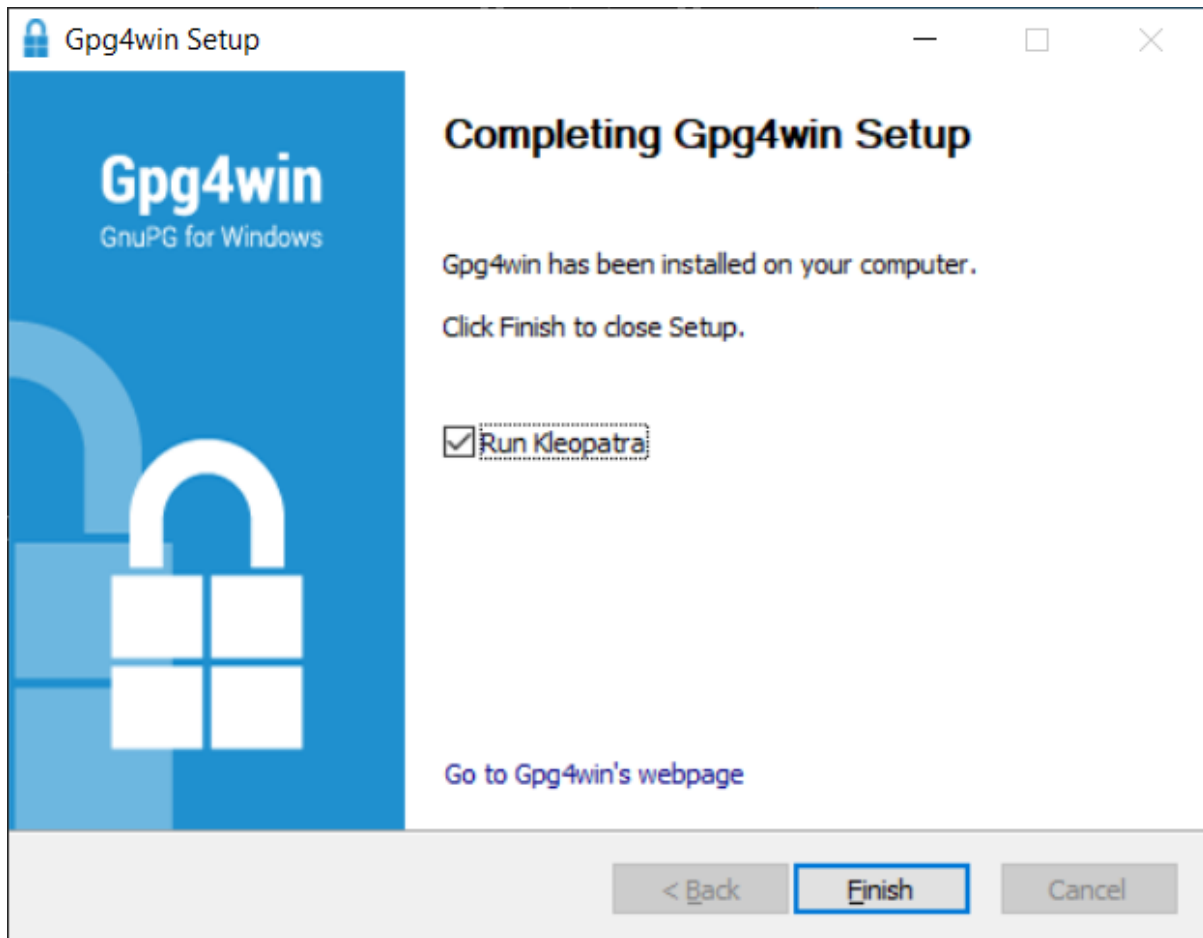 Gpg4win Setup
Gpg4win
GnuPG for Windows
Completing Gpg4win Setup
Gpg4win has been installed on your computer.
Click Finish to close Setup.
Run Kleopatra
Go to Gpg4win's webpage
< Back
Finish
Cancel